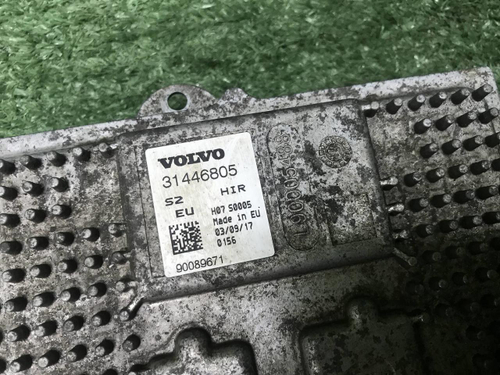 VOLVO
31446805
S2 HIR
EU H07 S0005
Made in EU
03/09/17
0156
90089671